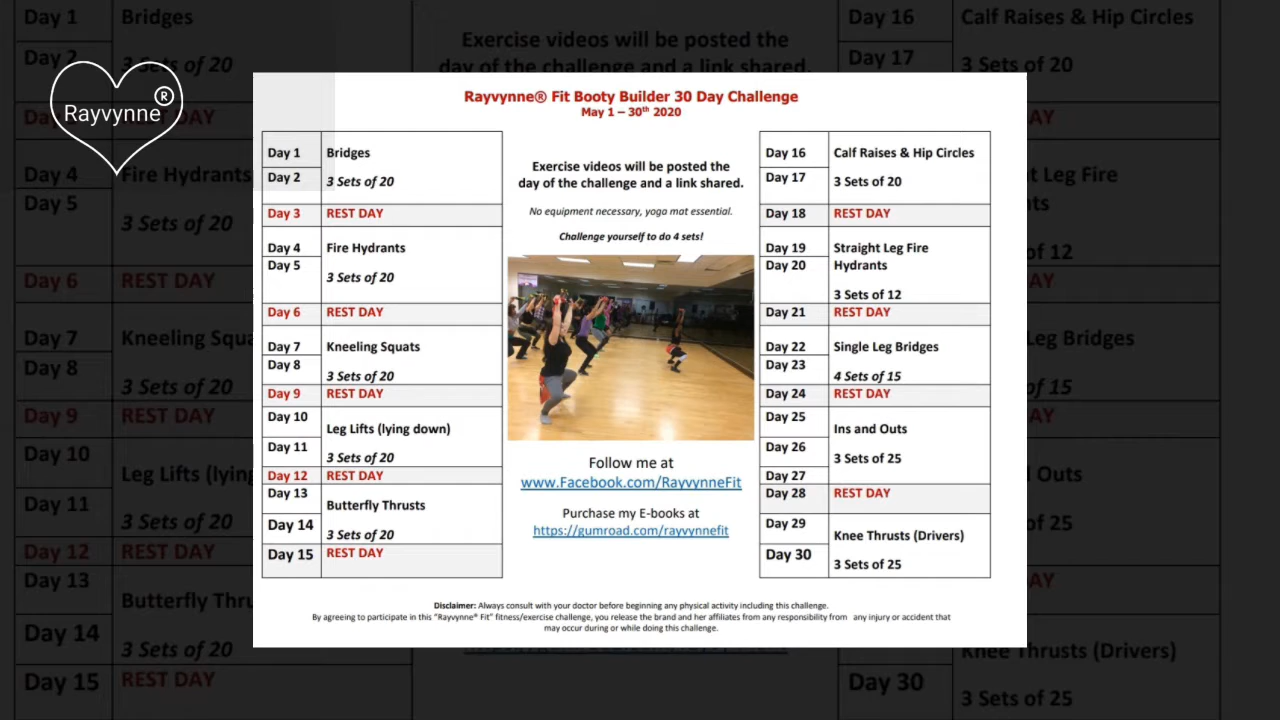 Rayvynne®
Rayvynne® Fit Booty Builder 30 Day Challenge
May 1 – 30th 2020
Day 1
Bridges
Day 2
3 Sets of 20
Day 3
REST DAY
Day 4
Fire Hydrants
Day 5
3 Sets of 20
Day 6
REST DAY
Day 7
Kneeling Squats
Day 8
3 Sets of 20
Day 9
REST DAY
Day 10
Leg Lifts (lying down)
Day 11
3 Sets of 20
Day 12
REST DAY
Day 13
Butterfly Thrusts
Day 14
3 Sets of 20
Day 15
REST DAY
Exercise videos will be posted the
day of the challenge and a link shared.
No equipment necessary, yoga mat essential.
Challenge yourself to do 4 sets!
Follow me at
www.Facebook.com/RayvynneFit
Purchase my E-books at
https://gumroad.com/rayvynnefit
Day 16
Calf Raises & Hip Circles
Day 17
3 Sets of 20
Day 18
REST DAY
Day 19
Straight Leg Fire
Day 20
Hydrants
3 Sets of 12
Day 21
REST DAY
Day 22
Single Leg Bridges
Day 23
4 Sets of 15
Day 24
REST DAY
Day 25
Ins and Outs
Day 26
3 Sets of 25
Day 27
Day 28
REST DAY
Day 29
Knee Thrusts (Drivers)
Day 30
3 Sets of 25
Disclaimer: Always consult with your doctor before beginning any physical activity including this challenge.
By agreeing to participate in this "Rayvynne® Fit" fitness/exercise challenge, you release the brand and her affiliates from any responsibility from any injury or accident that
may occur during or while doing this challenge.